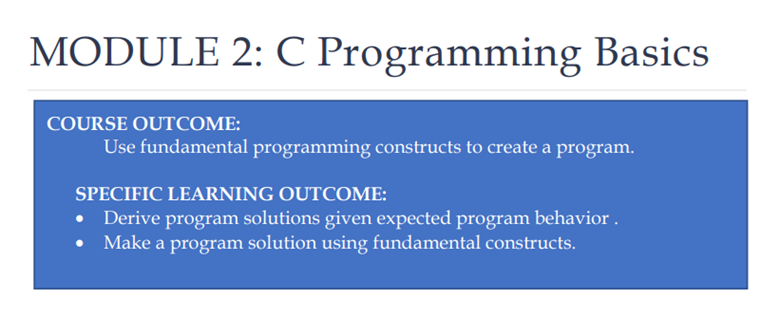 MODULE 2: C Programming Basics
COURSE OUTCOME:
Use fundamental programming constructs to create a program.
SPECIFIC LEARNING OUTCOME:
• Derive program solutions given expected program behavior .
• Make a program solution using fundamental constructs.